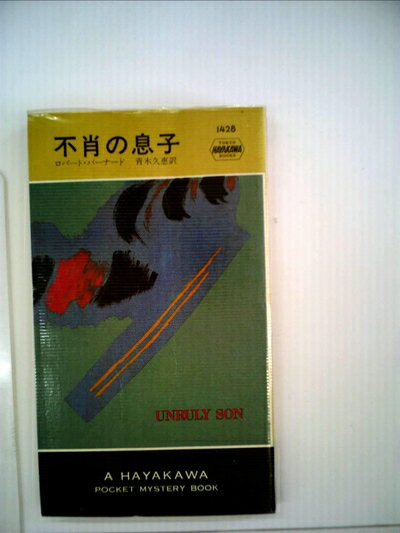 1428
不肖の息子
ロバート・バーナード 青木久惠訳
TOKYO
HAYAKAWA
BOOKS
UNRULY SON
A HAYAKAWA
POCKET MYSTERY BOOK